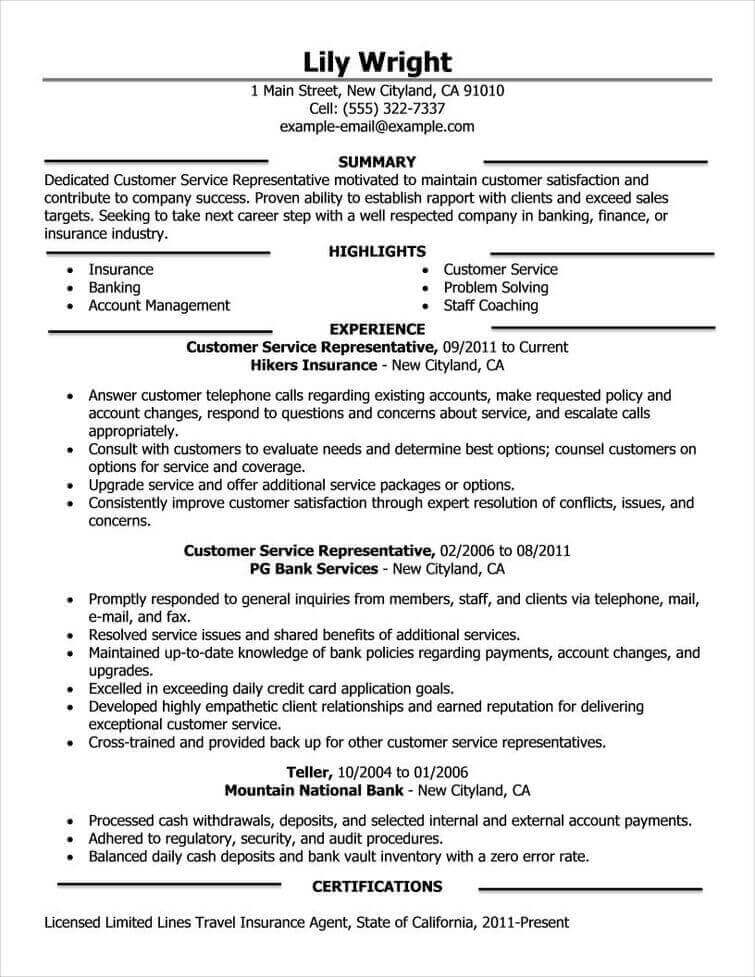 Lily Wright
1 Main Street, New Cityland, CA 91010
Cell: (555) 322-7337
example-email@example.com
SUMMARY
Dedicated Customer Service Representative motivated to maintain customer satisfaction and
contribute to company success. Proven ability to establish rapport with clients and exceed sales
targets. Seeking to take next career step with a well respected company in banking, finance, or
insurance industry.
HIGHLIGHTS
• Insurance
• Banking
• Account Management
• Customer Service
• Problem Solving
• Staff Coaching
EXPERIENCE
Customer Service Representative, 09/2011 to Current
Hikers Insurance - New Cityland, CA
• Answer customer telephone calls regarding existing accounts, make requested policy and
account changes, respond to questions and concerns about service, and escalate calls
appropriately.
• Consult with customers to evaluate needs and determine best options; counsel customers on
options for service and coverage.
• Upgrade service and offer additional service packages or options.
• Consistently improve customer satisfaction through expert resolution of conflicts, issues, and
concerns.
Customer Service Representative, 02/2006 to 08/2011
PG Bank Services - New Cityland, CA
• Promptly responded to general inquiries from members, staff, and clients via telephone, mail,
e-mail, and fax.
• Resolved service issues and shared benefits of additional services.
• Maintained up-to-date knowledge of bank policies regarding payments, account changes, and
upgrades.
• Excelled in exceeding daily credit card application goals.
• Developed highly empathetic client relationships and earned reputation for delivering
exceptional customer service.
• Cross-trained and provided back up for other customer service representatives.
Teller, 10/2004 to 01/2006
Mountain National Bank - New Cityland, CA
• Processed cash withdrawals, deposits, and selected internal and external account payments.
• Adhered to regulatory, security, and audit procedures.
• Balanced daily cash deposits and bank vault inventory with a zero error rate.
CERTIFICATIONS
Licensed Limited Lines Travel Insurance Agent, State of California, 2011-Present